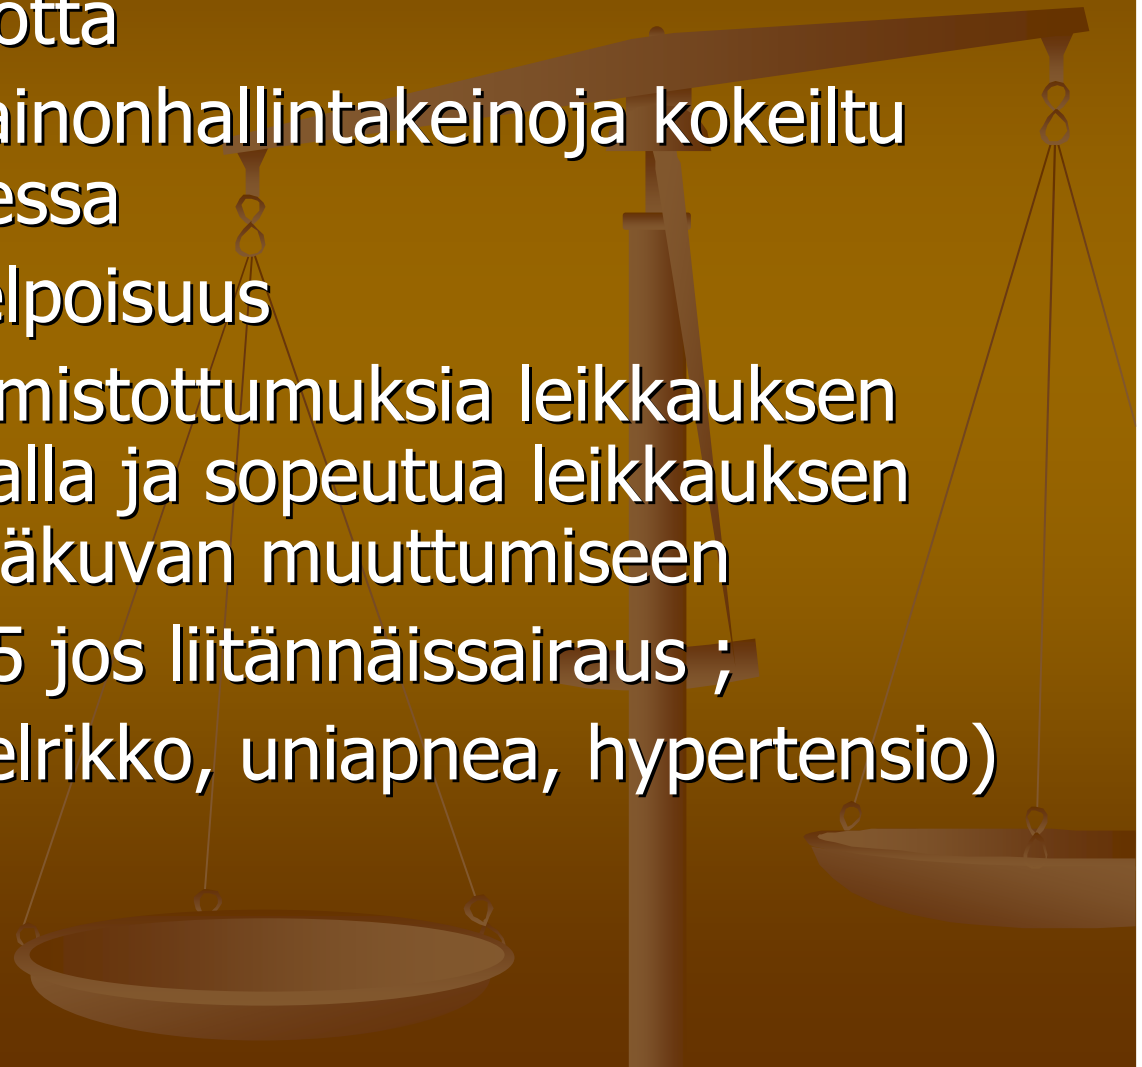 otta
ainonhallintakeinoja kokeiltu
essa
elpoisuus
mistottumuksia leikkauksen
alla ja sopeutua leikkauksen
äkuvan muuttumiseen
5 jos liitännäissairaus ;
elrikko, uniapnea, hypertensio)